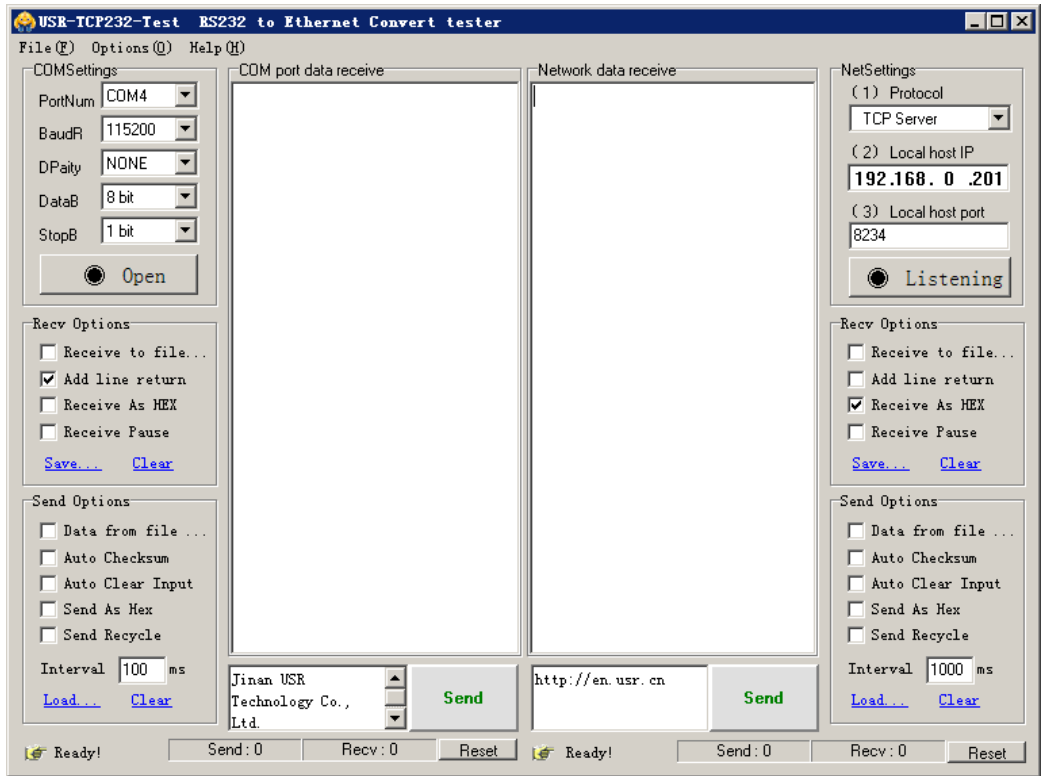 USR-TCP232-Test RS232 to Ethernet Convert tester
File(F) Options(O) Help(H)
COMSettings
PortNum COM4
BaudR 115200
DPaity NONE
DataB 8 bit
StopB 1 bit
Open
Recv Options
Receive to file...
Add line return
Receive As HEX
Receive Pause
Save... Clear
Send Options
Data from file ...
Auto Checksum
Auto Clear Input
Send As Hex
Send Recycle
Interval 100 ms
Load... Clear
COM port data receive
Jinan USR
Technology Co.,
Ltd.
Send
Network data receive
http://en.usr.cn
Send
NetSettings
(1) Protocol
TCP Server
(2) Local host IP
192.168. 0 .201
(3) Local host port
8234
Listening
Recv Options
Receive to file...
Add line return
Receive As HEX
Receive Pause
Save... Clear
Send Options
Data from file ...
Auto Checksum
Auto Clear Input
Send As Hex
Send Recycle
Interval 1000 ms
Load... Clear
Ready! Send : 0 Recv : 0 Reset
Ready! Send : 0 Recv : 0 Reset